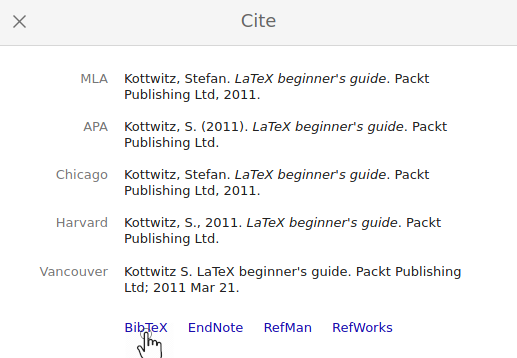 Cite
MLA Kottwitz, Stefan. LaTeX beginner's guide. Packt
Publishing Ltd, 2011.
APA Kottwitz, S. (2011). LaTeX beginner's guide. Packt
Publishing Ltd.
Chicago Kottwitz, Stefan. LaTeX beginner's guide. Packt
Publishing Ltd, 2011.
Harvard Kottwitz, S., 2011. LaTeX beginner's guide. Packt
Publishing Ltd.
Vancouver Kottwitz S. LaTeX beginner's guide. Packt Publishing
Ltd; 2011 Mar 21.
BibTeX EndNote RefMan RefWorks